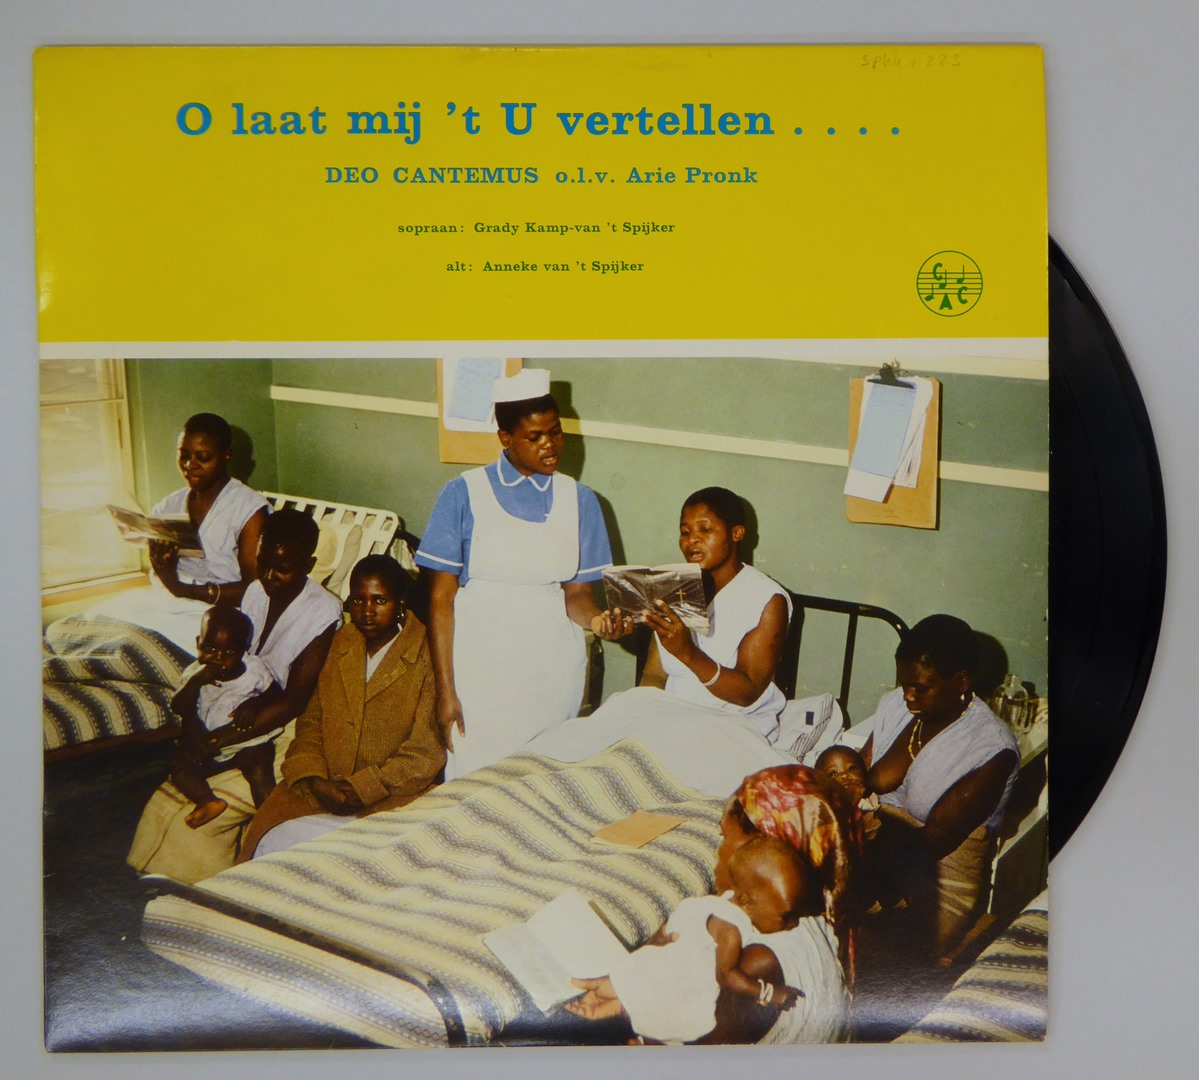 O laat mij 't U vertellen . . . .
DEO CANTEMUS o.l.v. Arie Pronk
sopraan: Grady Kamp-van 't Spijker
alt: Anneke van 't Spijker
C
A C